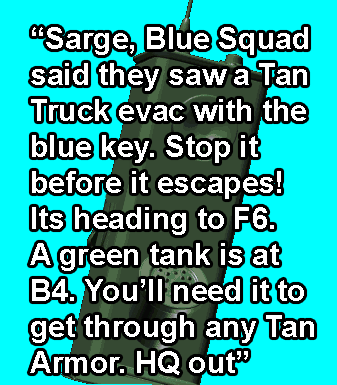 “Sarge, Blue Squad
said they saw a Tan
Truck evac with the
blue key. Stop it
before it escapes!
Its heading to F6.
A green tank is at
B4. You’ll need it to
get through any Tan
Armor. HQ out”